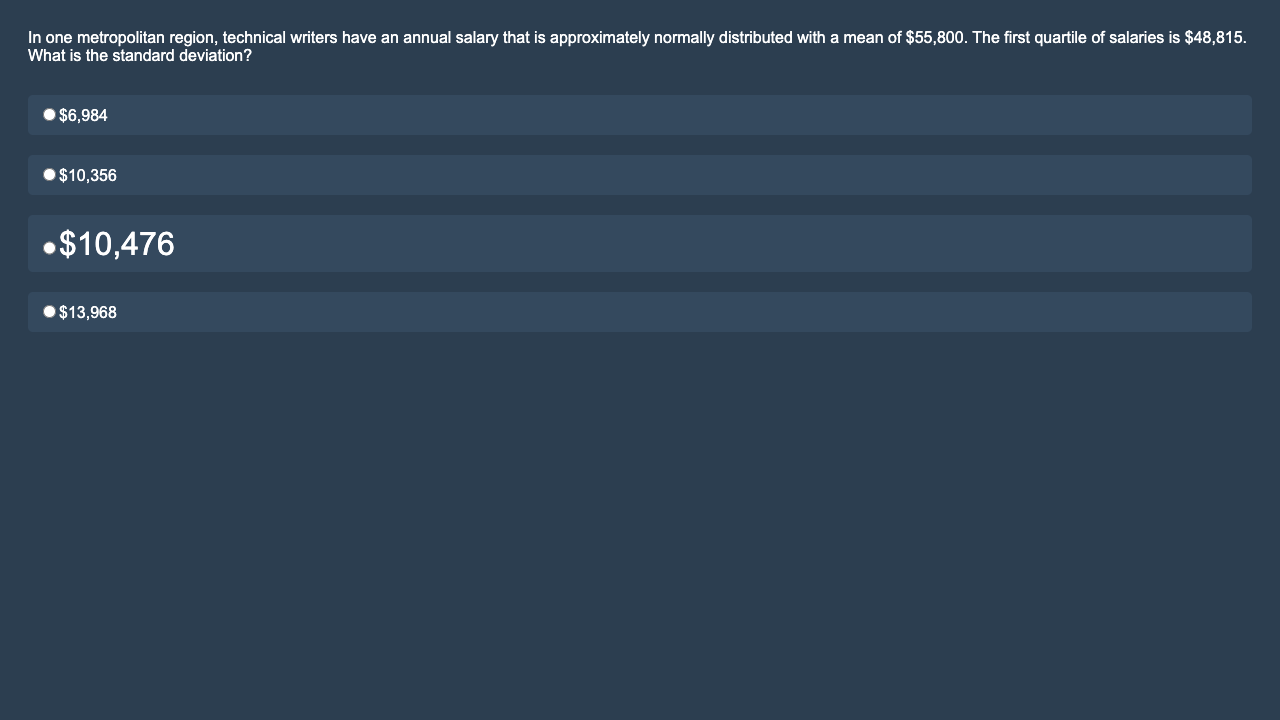 In one metropolitan region, technical writers have an annual salary that is approximately normally distributed with a mean of $55,800. The first quartile of salaries is $48,815.
What is the standard deviation?
$6,984
$10,356
$10,476
$13,968